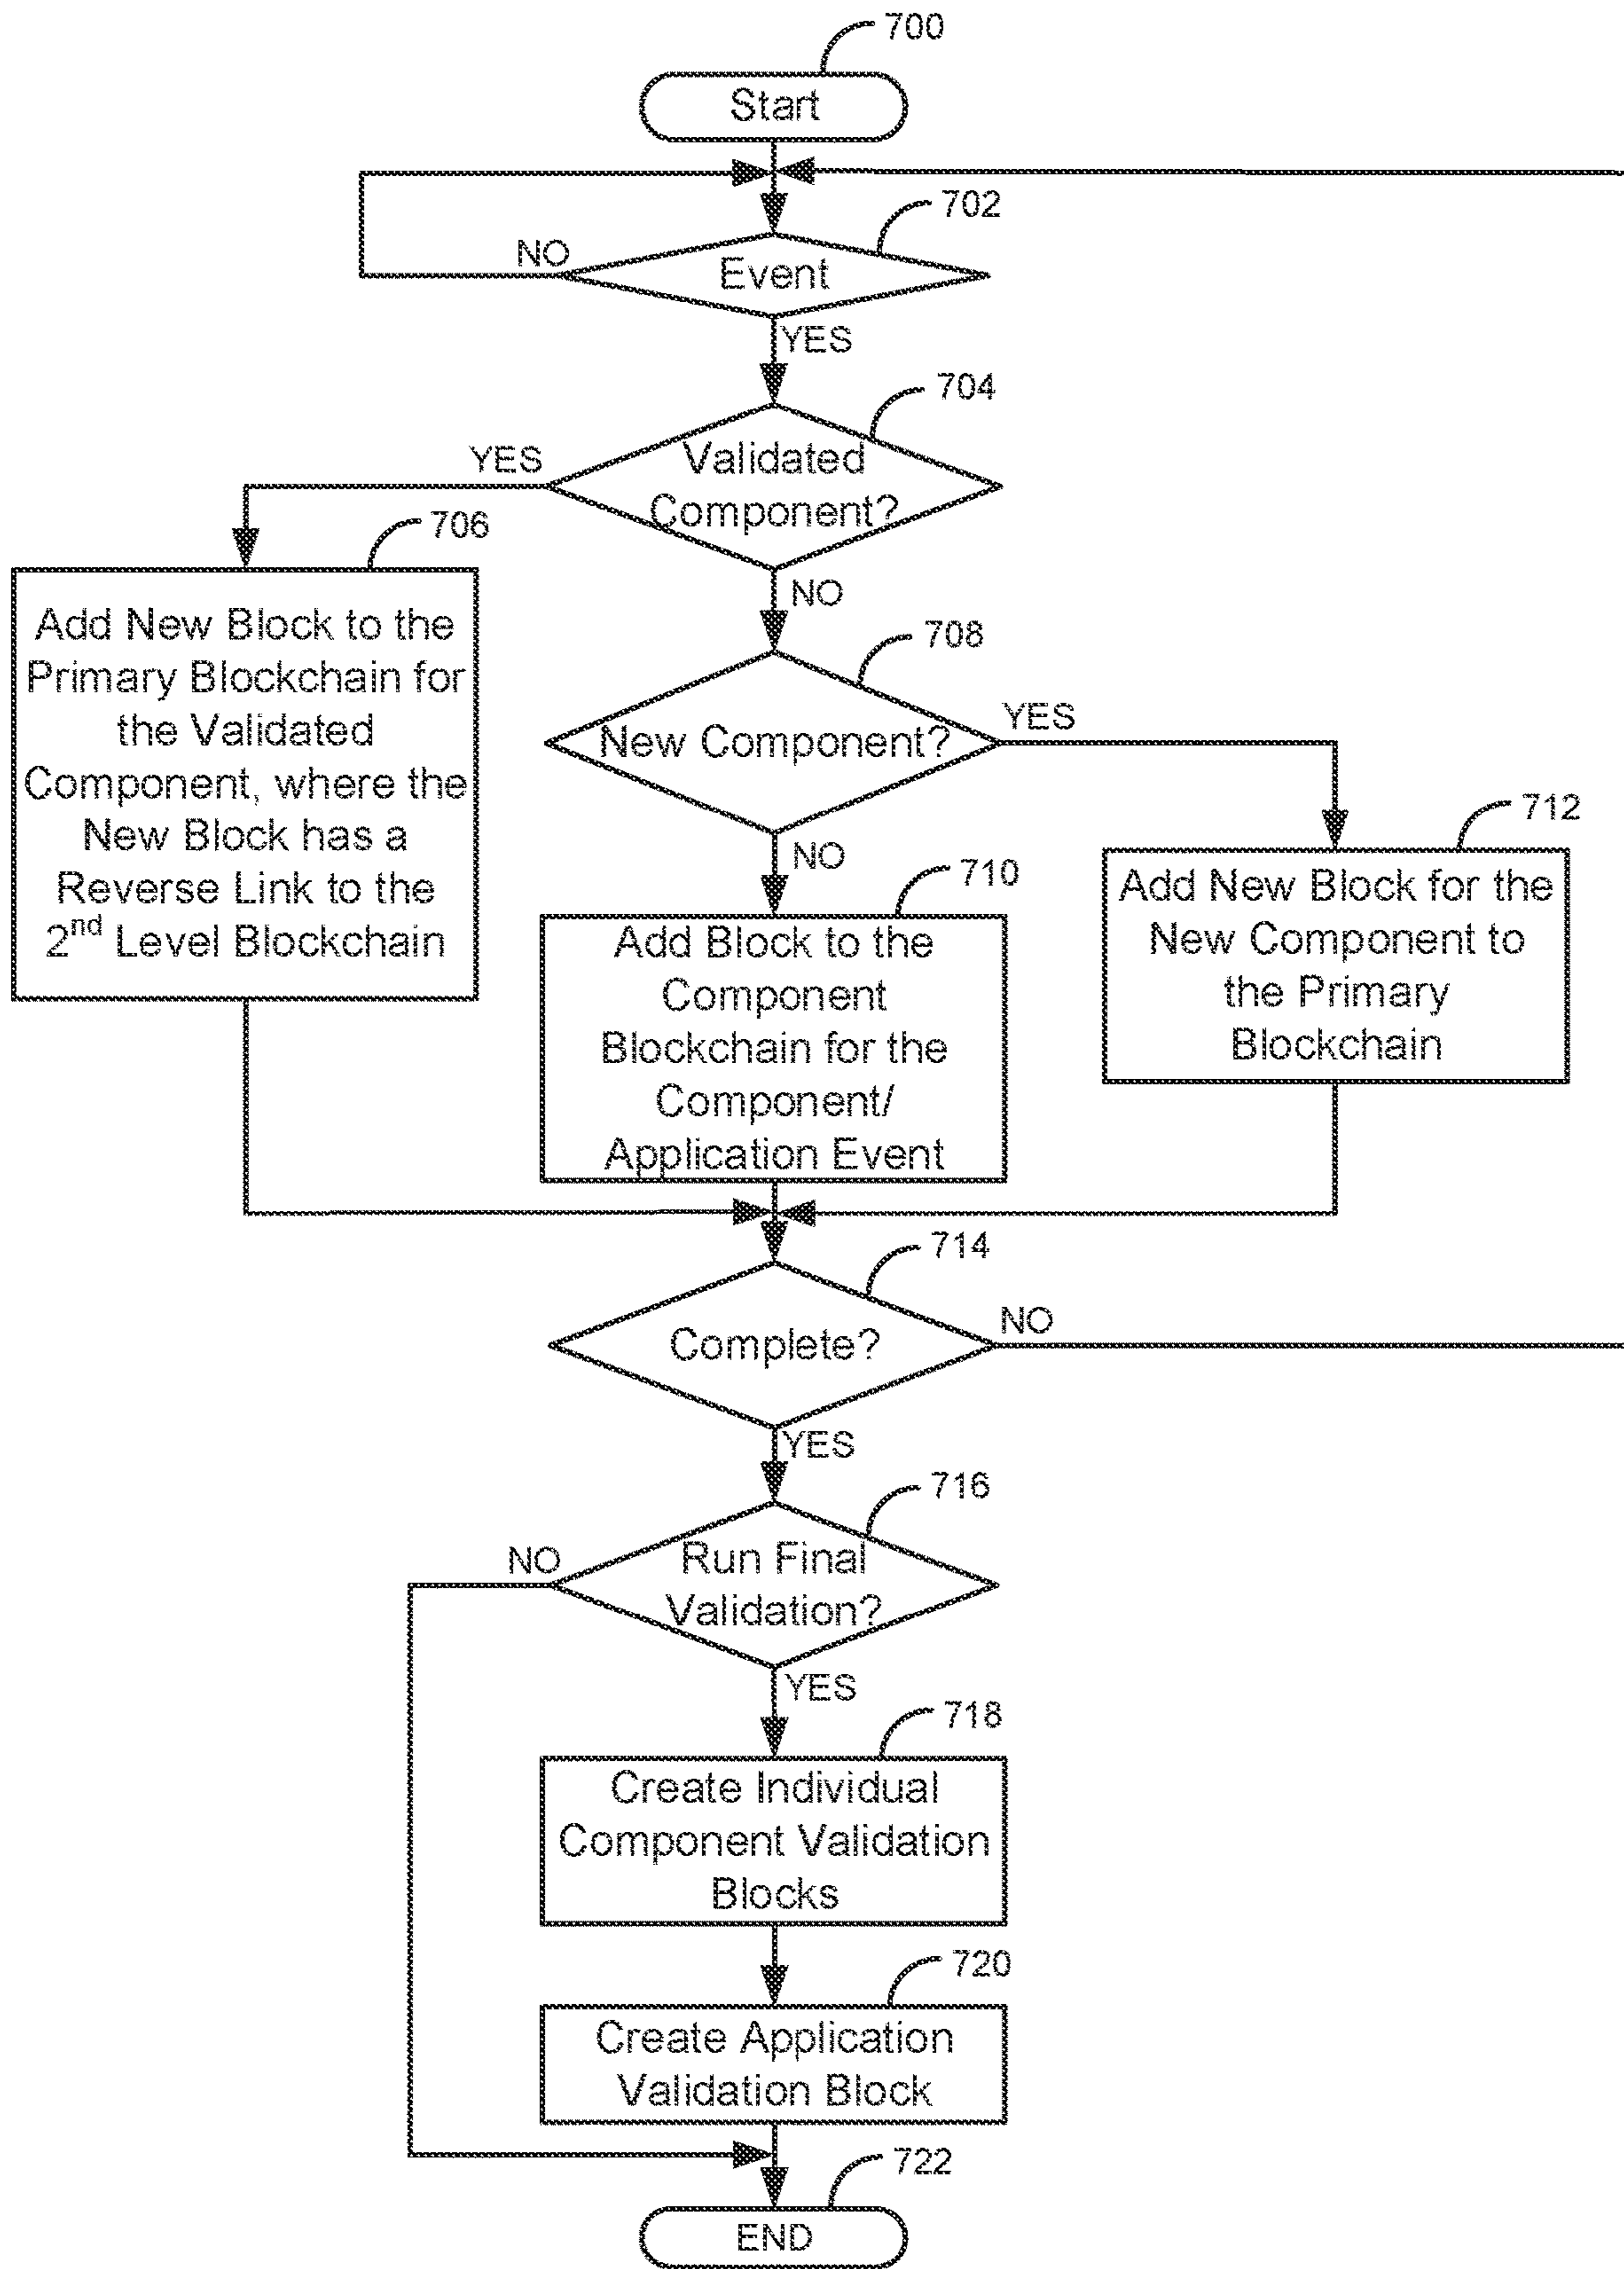 700
Start
702
NO
Event
YES
704
YES
Validated
Component?
706
NO
Add New Block to the
Primary Blockchain for
the Validated
Component, where the
New Block has a
Reverse Link to the
2nd Level Blockchain
708
YES
New Component?
NO
712
Add New Block for the
New Component to
the Primary
Blockchain
710
Add Block to the
Component
Blockchain for the
Component/
Application Event
714
NO
Complete?
YES
716
NO
Run Final
Validation?
YES
718
Create Individual
Component Validation
Blocks
720
Create Application
Validation Block
722
END